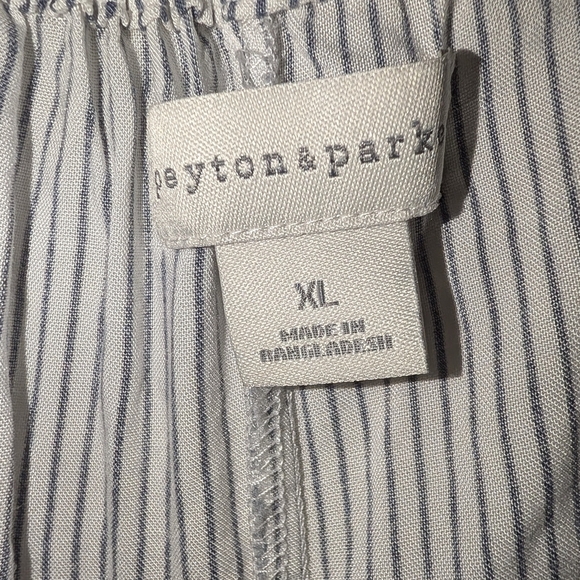 peyton & parke
XL
MADE IN
BANGLADESH